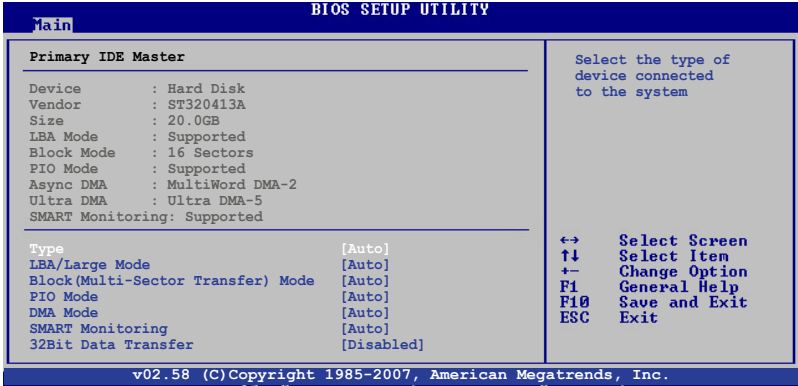 BIOS SETUP UTILITY
Main
Primary IDE Master
Device : Hard Disk
Vendor : ST320413A
Size : 20.0GB
LBA Mode : Supported
Block Mode : 16 Sectors
PIO Mode : Supported
Async DMA : MultiWord DMA-2
Ultra DMA : Ultra DMA-5
SMART Monitoring: Supported
Type [Auto]
LBA/Large Mode [Auto]
Block(Multi-Sector Transfer) Mode [Auto]
PIO Mode [Auto]
DMA Mode [Auto]
SMART Monitoring [Auto]
32Bit Data Transfer [Disabled]
Select the type of
device connected
to the system
←→ Select Screen
↑↓ Select Item
+- Change Option
F1 General Help
F10 Save and Exit
ESC Exit
v02.58 (C)Copyright 1985-2007, American Megatrends, Inc.